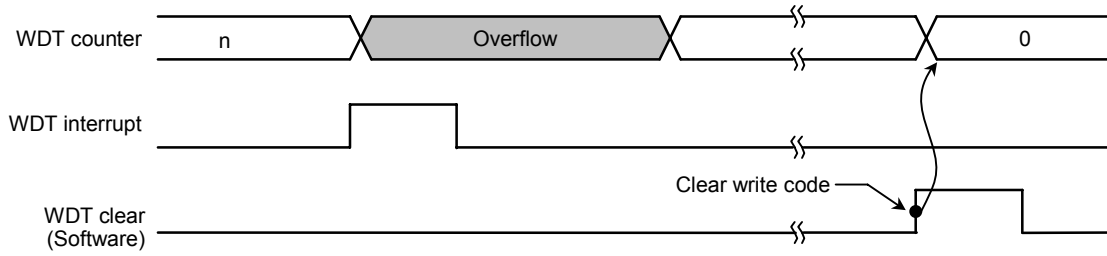 WDT counter
n
Overflow
0
WDT interrupt
Clear write code
WDT clear
(Software)